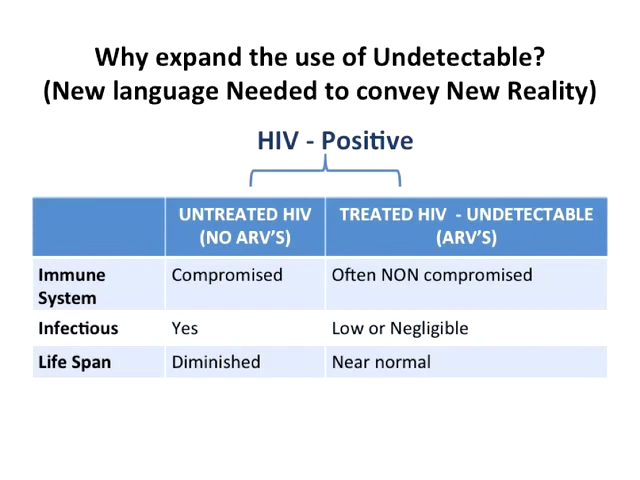 Why expand the use of Undetectable?
(New language Needed to convey New Reality)
HIV - Positive
UNTREATED HIV (NO ARV'S) TREATED HIV - UNDETECTABLE (ARV'S)
Immune System Compromised Often NON compromised
Infectious Yes Low or Negligible
Life Span Diminished Near normal